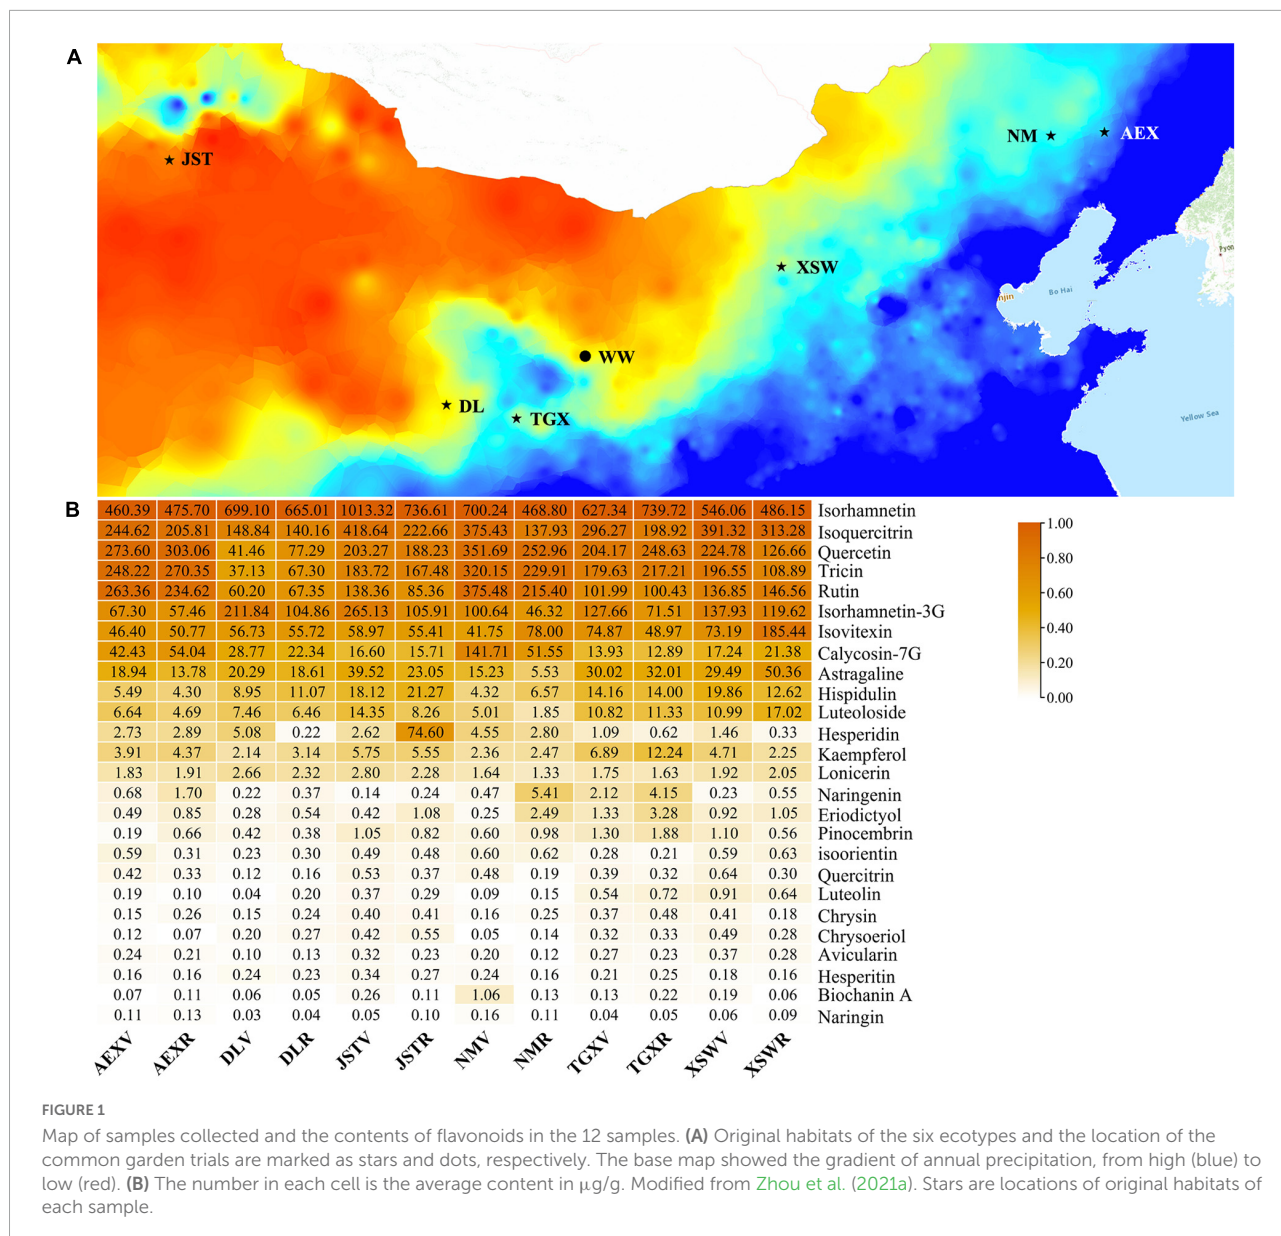 A
JST
NM
AEX
XSW
WW
DL
TGX
njin
Bo Hai
Pyon
Yellow Sea
B
460.39 475.70 699.10 665.01 1013.32 736.61 700.24 468.80 627.34 739.72 546.06 486.15 Isorhamnetin
244.62 205.81 148.84 140.16 418.64 222.66 375.43 137.93 296.27 198.92 391.32 313.28 Isoquercitrin
273.60 303.06 41.46 77.29 203.27 188.23 351.69 252.96 204.17 248.63 224.78 126.66 Quercetin
248.22 270.35 37.13 67.30 183.72 167.48 320.15 229.91 179.63 217.21 196.55 108.89 Tricin
263.36 234.62 60.20 67.35 138.36 85.36 375.48 215.40 101.99 100.43 136.85 146.56 Rutin
67.30 57.46 211.84 104.86 265.13 105.91 100.64 46.32 127.66 71.51 137.93 119.62 Isorhamnetin-3G
46.40 50.77 56.73 55.72 58.97 55.41 41.75 78.00 74.87 48.97 73.19 185.44 Isovitexin
42.43 54.04 28.77 22.34 16.60 15.71 141.71 51.55 13.93 12.89 17.24 21.38 Calycosin-7G
18.94 13.78 20.29 18.61 39.52 23.05 15.23 5.53 30.02 32.01 29.49 50.36 Astragaline
5.49 4.30 8.95 11.07 18.12 21.27 4.32 6.57 14.16 14.00 19.86 12.62 Hispidulin
6.64 4.69 7.46 6.46 14.35 8.26 5.01 1.85 10.82 11.33 10.99 17.02 Luteoloside
2.73 2.89 5.08 0.22 2.62 74.60 4.55 2.80 1.09 0.62 1.46 0.33 Hesperidin
3.91 4.37 2.14 3.14 5.75 5.55 2.36 2.47 6.89 12.24 4.71 2.25 Kaempferol
1.83 1.91 2.66 2.32 2.80 2.28 1.64 1.33 1.75 1.63 1.92 2.05 Lonicerin
0.68 1.70 0.22 0.37 0.14 0.24 0.47 5.41 2.12 4.15 0.23 0.55 Naringenin
0.49 0.85 0.28 0.54 0.42 1.08 0.25 2.49 1.33 3.28 0.92 1.05 Eriodictyol
0.19 0.66 0.42 0.38 1.05 0.82 0.60 0.98 1.30 1.88 1.10 0.56 Pinocembrin
0.59 0.31 0.23 0.30 0.49 0.48 0.60 0.62 0.28 0.21 0.59 0.63 isoorientin
0.42 0.33 0.12 0.16 0.53 0.37 0.48 0.19 0.39 0.32 0.64 0.30 Quercitrin
0.19 0.10 0.04 0.20 0.37 0.29 0.09 0.15 0.54 0.72 0.91 0.64 Luteolin
0.15 0.26 0.15 0.24 0.40 0.41 0.16 0.25 0.37 0.48 0.41 0.18 Chrysin
0.12 0.07 0.20 0.27 0.42 0.55 0.05 0.14 0.32 0.33 0.49 0.28 Chrysoeriol
0.24 0.21 0.10 0.13 0.32 0.23 0.20 0.12 0.27 0.23 0.37 0.28 Avicularin
0.16 0.16 0.24 0.23 0.34 0.27 0.24 0.16 0.21 0.25 0.18 0.16 Hesperitin
0.07 0.11 0.06 0.05 0.26 0.11 1.06 0.13 0.13 0.22 0.19 0.06 Biochanin A
0.11 0.13 0.03 0.04 0.05 0.10 0.16 0.11 0.04 0.05 0.06 0.09 Naringin
AEXV AEXR DLV DLR JSTV JSTR NMV NMR TGXV TGXR XSWV XSWR
1.00
0.80
0.60
0.40
0.20
0.00
FIGURE 1
Map of samples collected and the contents of flavonoids in the 12 samples. (A) Original habitats of the six ecotypes and the location of the
common garden trials are marked as stars and dots, respectively. The base map showed the gradient of annual precipitation, from high (blue) to
low (red). (B) The number in each cell is the average content in μg/g. Modified from Zhou et al. (2021a). Stars are locations of original habitats of
each sample.